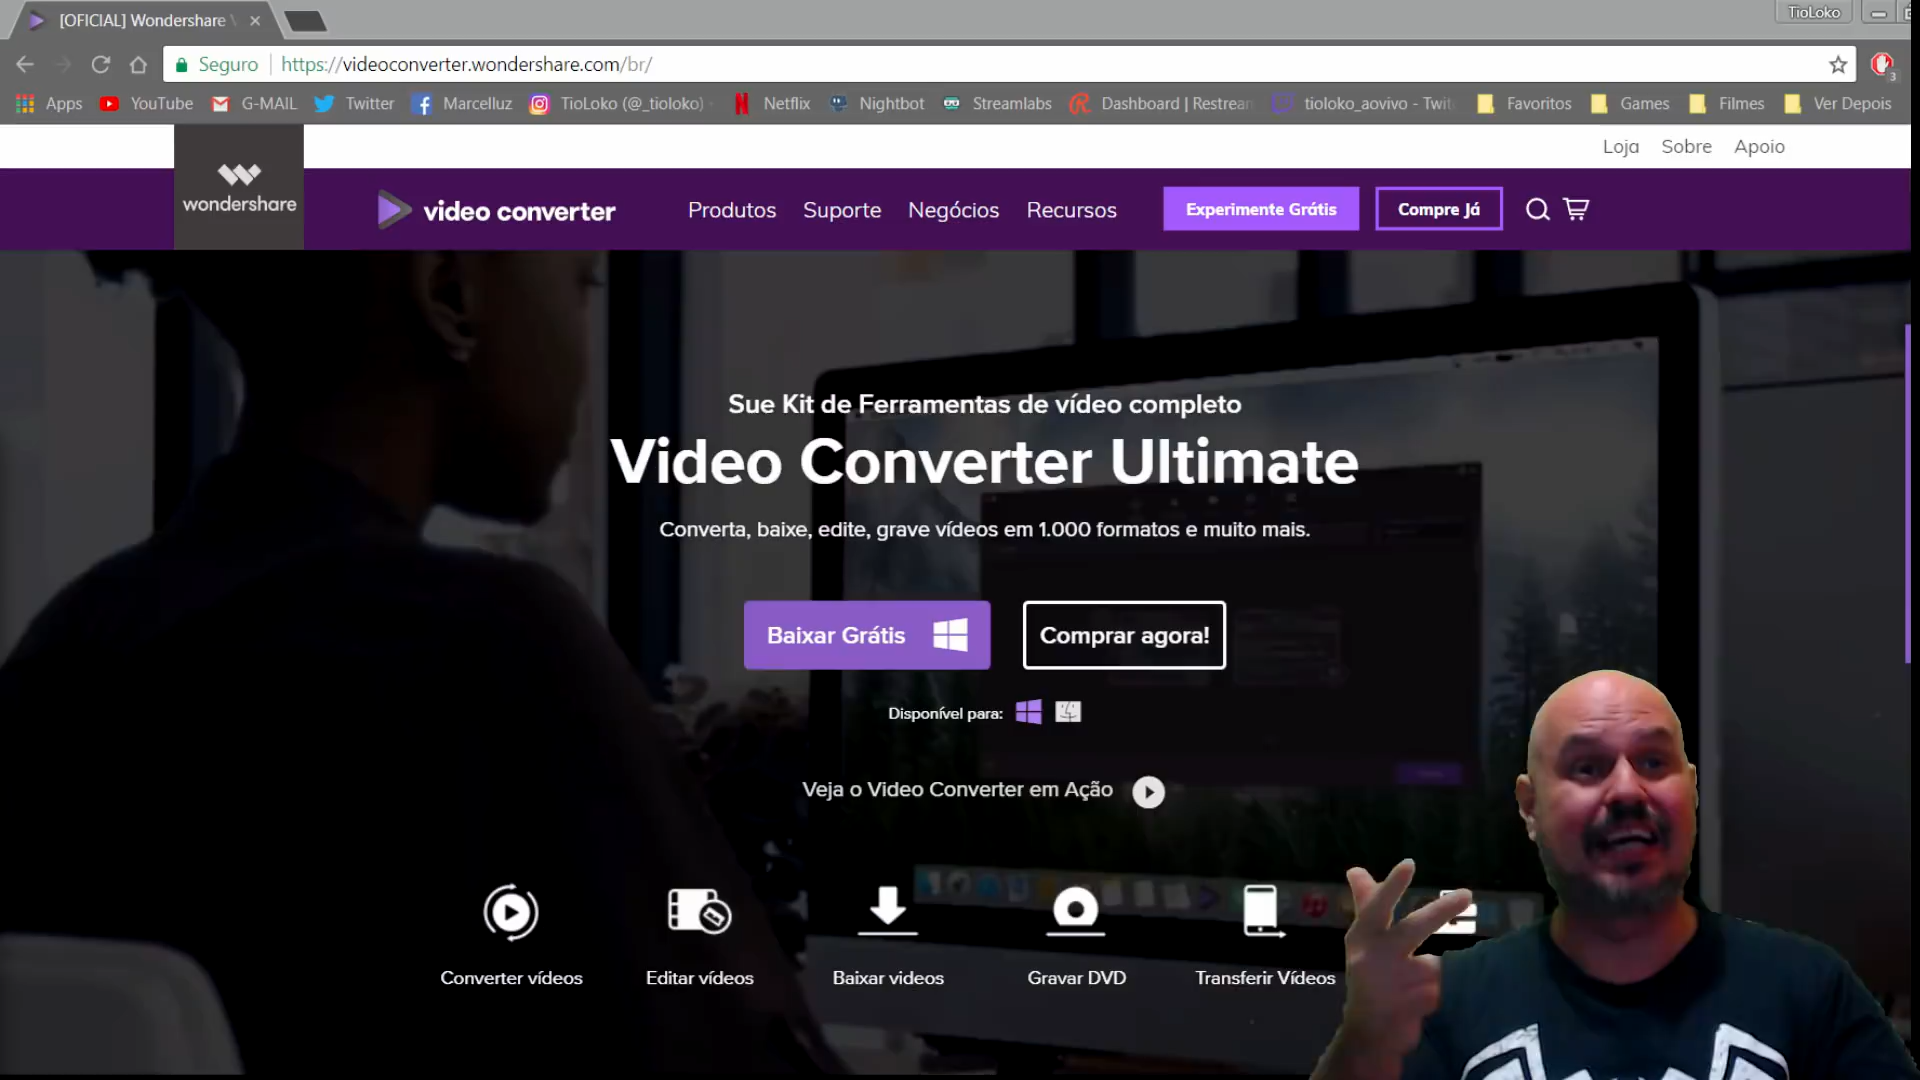 [OFICIAL] Wondershare
TioLoko
Seguro
https://videoconverter.wondershare.com/br/
3
Apps
YouTube
G-MAIL
Twitter
Marcelluz
TioLoko (@_tioloko)
Netflix
Nightbot
Streamlabs
Dashboard | Restream
tioloko_aovivo - Twit
Favoritos
Games
Filmes
Ver Depois
Loja
Sobre
Apoio
wondershare
video converter
Produtos
Suporte
Negócios
Recursos
Experimente Grátis
Compre Já
Sue Kit de Ferramentas de vídeo completo
Video Converter Ultimate
Converta, baixe, edite, grave vídeos em 1.000 formatos e muito mais.
Baixar Grátis
Comprar agora!
Disponível para:
Veja o Video Converter em Ação
Converter vídeos
Editar vídeos
Baixar videos
Gravar DVD
Transferir Vídeos